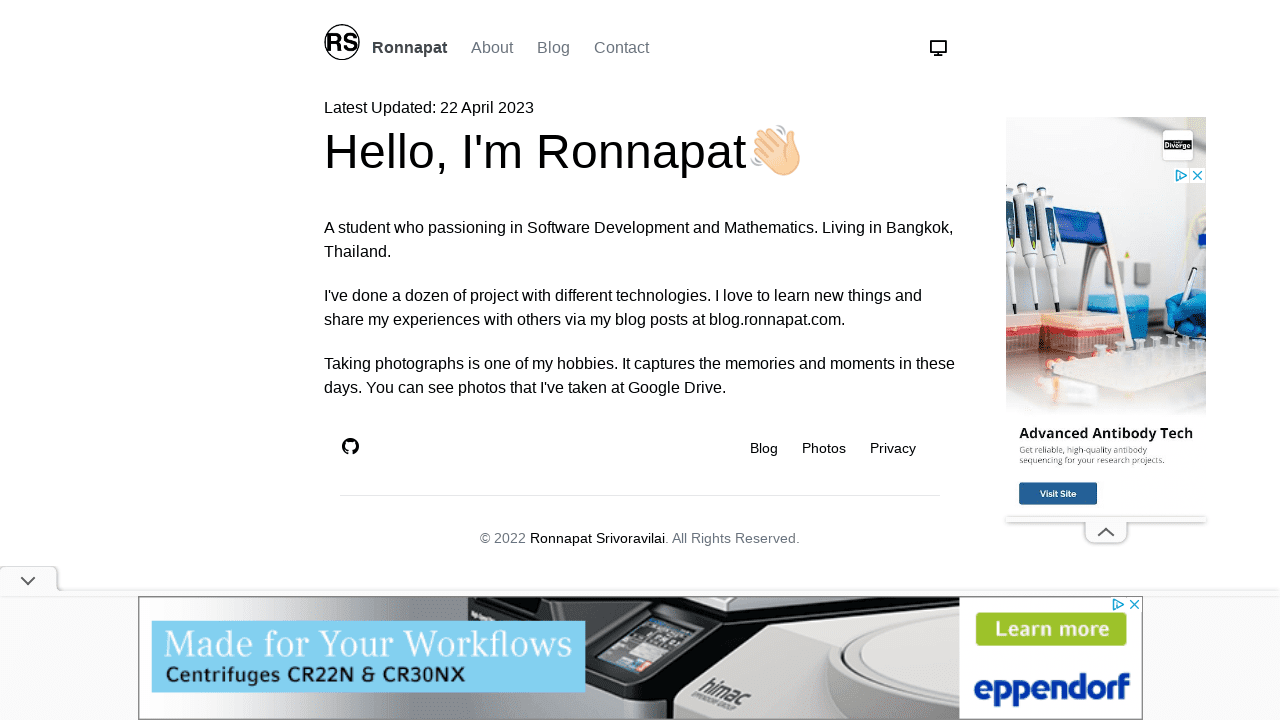 RS Ronnapat About Blog Contact
Latest Updated: 22 April 2023
Hello, I'm Ronnapat
A student who passioning in Software Development and Mathematics. Living in Bangkok,
Thailand.
I've done a dozen of project with different technologies. I love to learn new things and
share my experiences with others via my blog posts at blog.ronnapat.com.
Taking photographs is one of my hobbies. It captures the memories and moments in these
days. You can see photos that I've taken at Google Drive.
Blog Photos Privacy
© 2022 Ronnapat Srivoravilai. All Rights Reserved.
Diverge
Advanced Antibody Tech
Get reliable, high-quality antibody
sequencing for your research projects.
Visit Site
Made for Your Workflows
Centrifuges CR22N & CR30NX
himac
Learn more
eppendorf